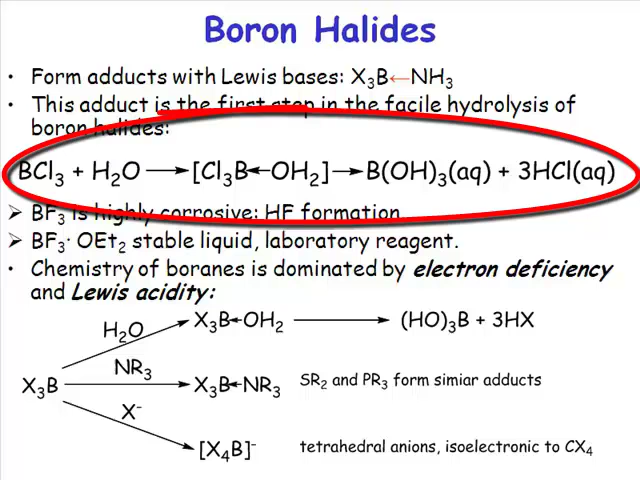 Boron Halides
• Form adducts with Lewis bases: X₃B←NH₃
• This adduct is the first step in the facile hydrolysis of
boron halides:
BCl₃ + H₂O ⟶ [Cl₃B←OH₂] ⟶ B(OH)₃(aq) + 3HCl(aq)
➢ BF₃ is highly corrosive: HF formation
➢ BF₃· OEt₂ stable liquid, laboratory reagent.
• Chemistry of boranes is dominated by electron deficiency
and Lewis acidity:
H₂O X₃B←OH₂ ⟶ (HO)₃B + 3HX
X₃B NR₃ X₃B←NR₃ SR₂ and PR₃ form simiar adducts
X⁻ [X₄B]⁻ tetrahedral anions, isoelectronic to CX₄